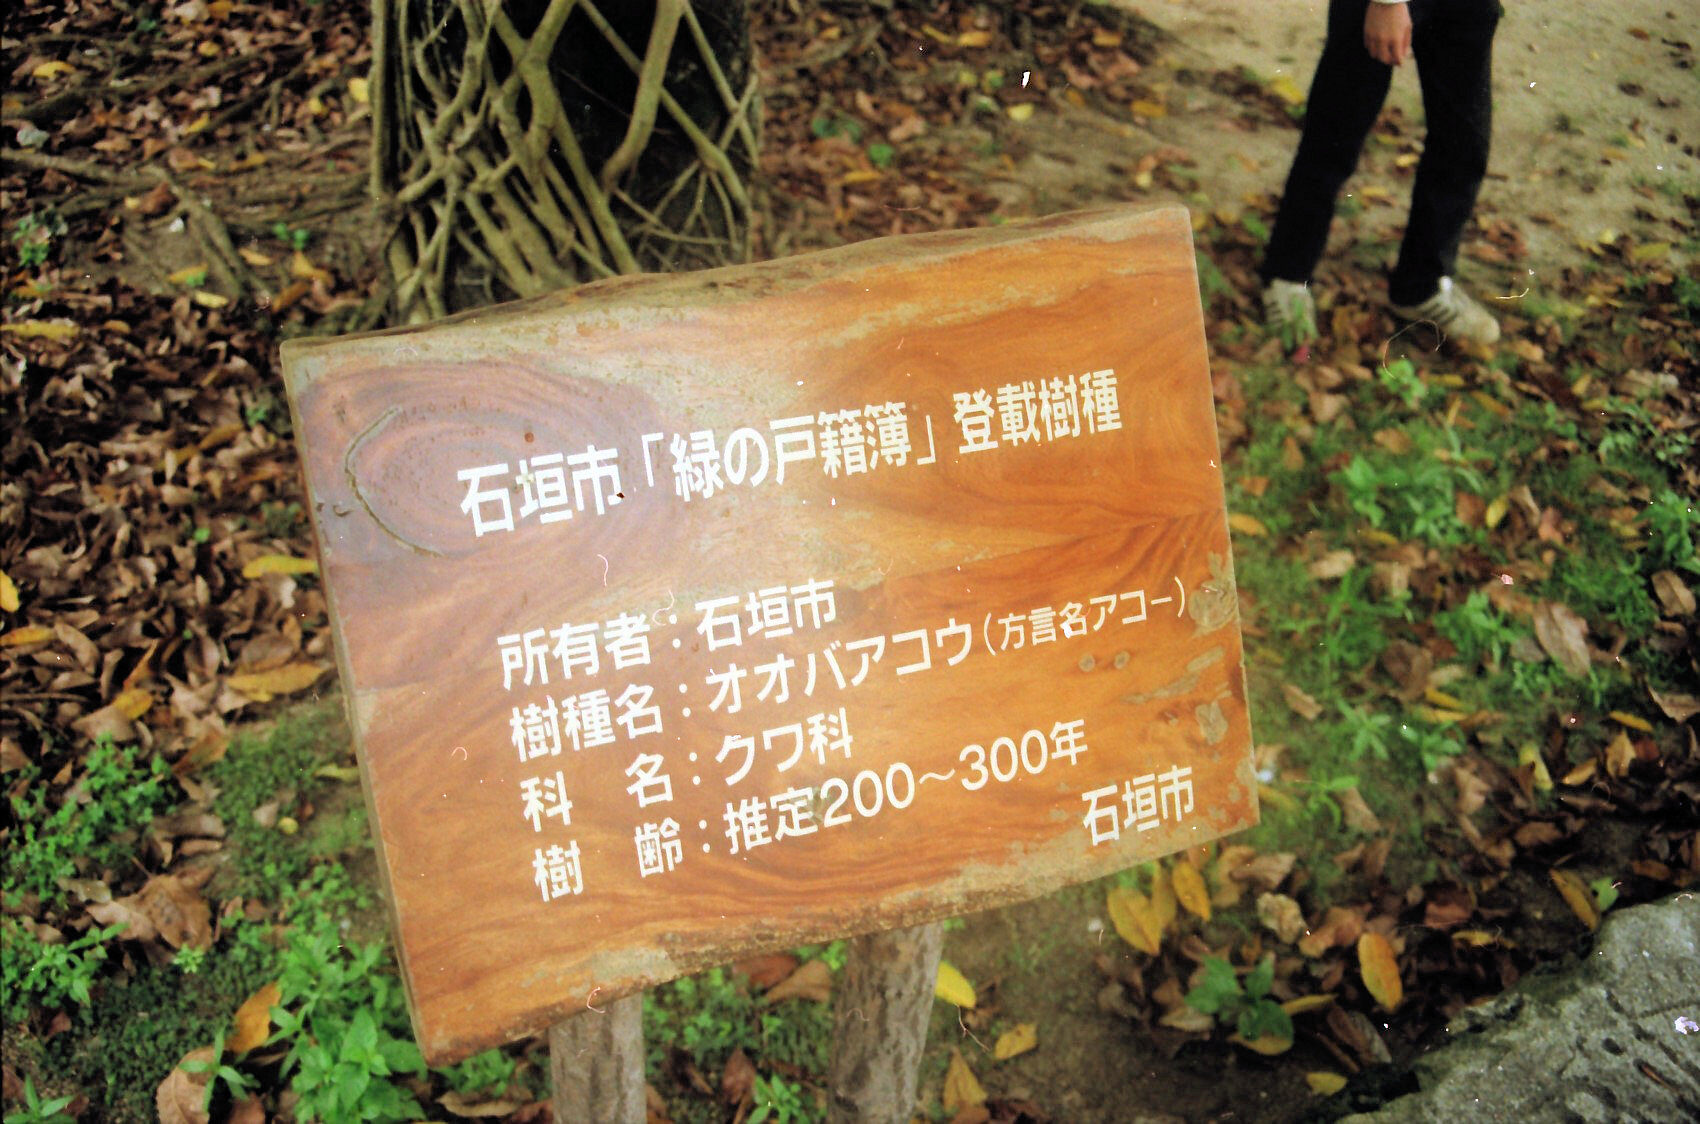 石垣市「緑の戸籍簿」登載樹種
所有者：石垣市
樹種名：オオバアコウ（方言名アコー）
科　名：クワ科
樹　齢：推定200～300年
石垣市